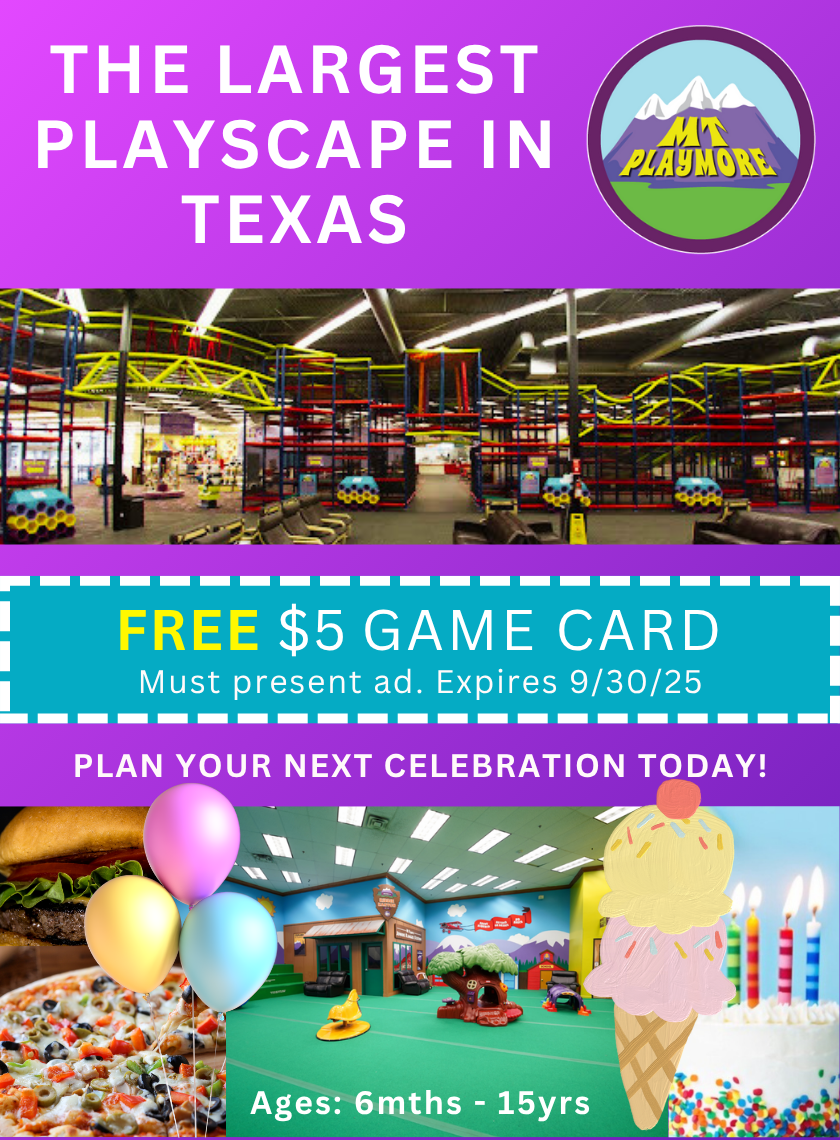 THE LARGEST
PLAYSCAPE IN
TEXAS
MT
PLAYMORE
FREE $5 GAME CARD
Must present ad. Expires 9/30/25
PLAN YOUR NEXT CELEBRATION TODAY!
Ages: 6mths - 15yrs